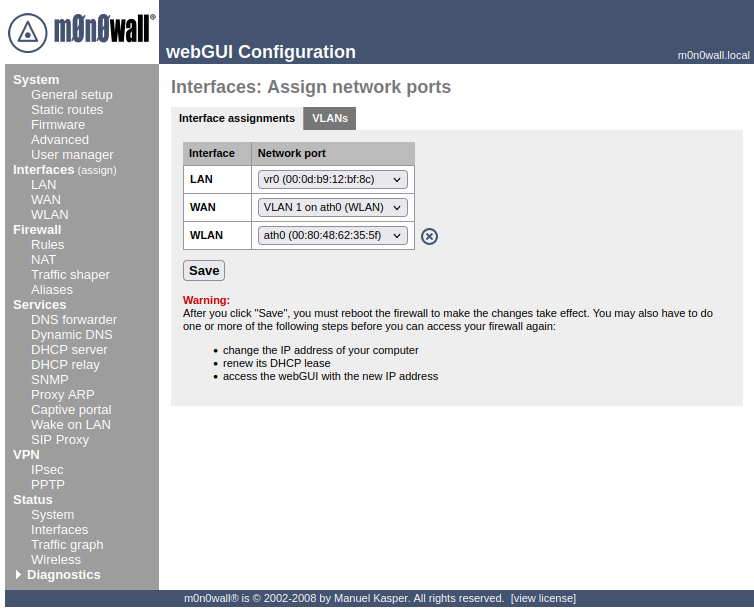 m0n0wall®
webGUI Configuration
m0n0wall.local
System
General setup
Static routes
Firmware
Advanced
User manager
Interfaces (assign)
LAN
WAN
WLAN
Firewall
Rules
NAT
Traffic shaper
Aliases
Services
DNS forwarder
Dynamic DNS
DHCP server
DHCP relay
SNMP
Proxy ARP
Captive portal
Wake on LAN
SIP Proxy
VPN
IPsec
PPTP
Status
System
Interfaces
Traffic graph
Wireless
Diagnostics
Interfaces: Assign network ports
Interface assignments VLANs
Interface Network port
LAN vr0 (00:0d:b9:12:bf:8c)
WAN VLAN 1 on ath0 (WLAN)
WLAN ath0 (00:80:48:62:35:5f)
Save
Warning:
After you click "Save", you must reboot the firewall to make the changes take effect. You may also have to do
one or more of the following steps before you can access your firewall again:
• change the IP address of your computer
• renew its DHCP lease
• access the webGUI with the new IP address
m0n0wall® is © 2002-2008 by Manuel Kasper. All rights reserved. [view license]